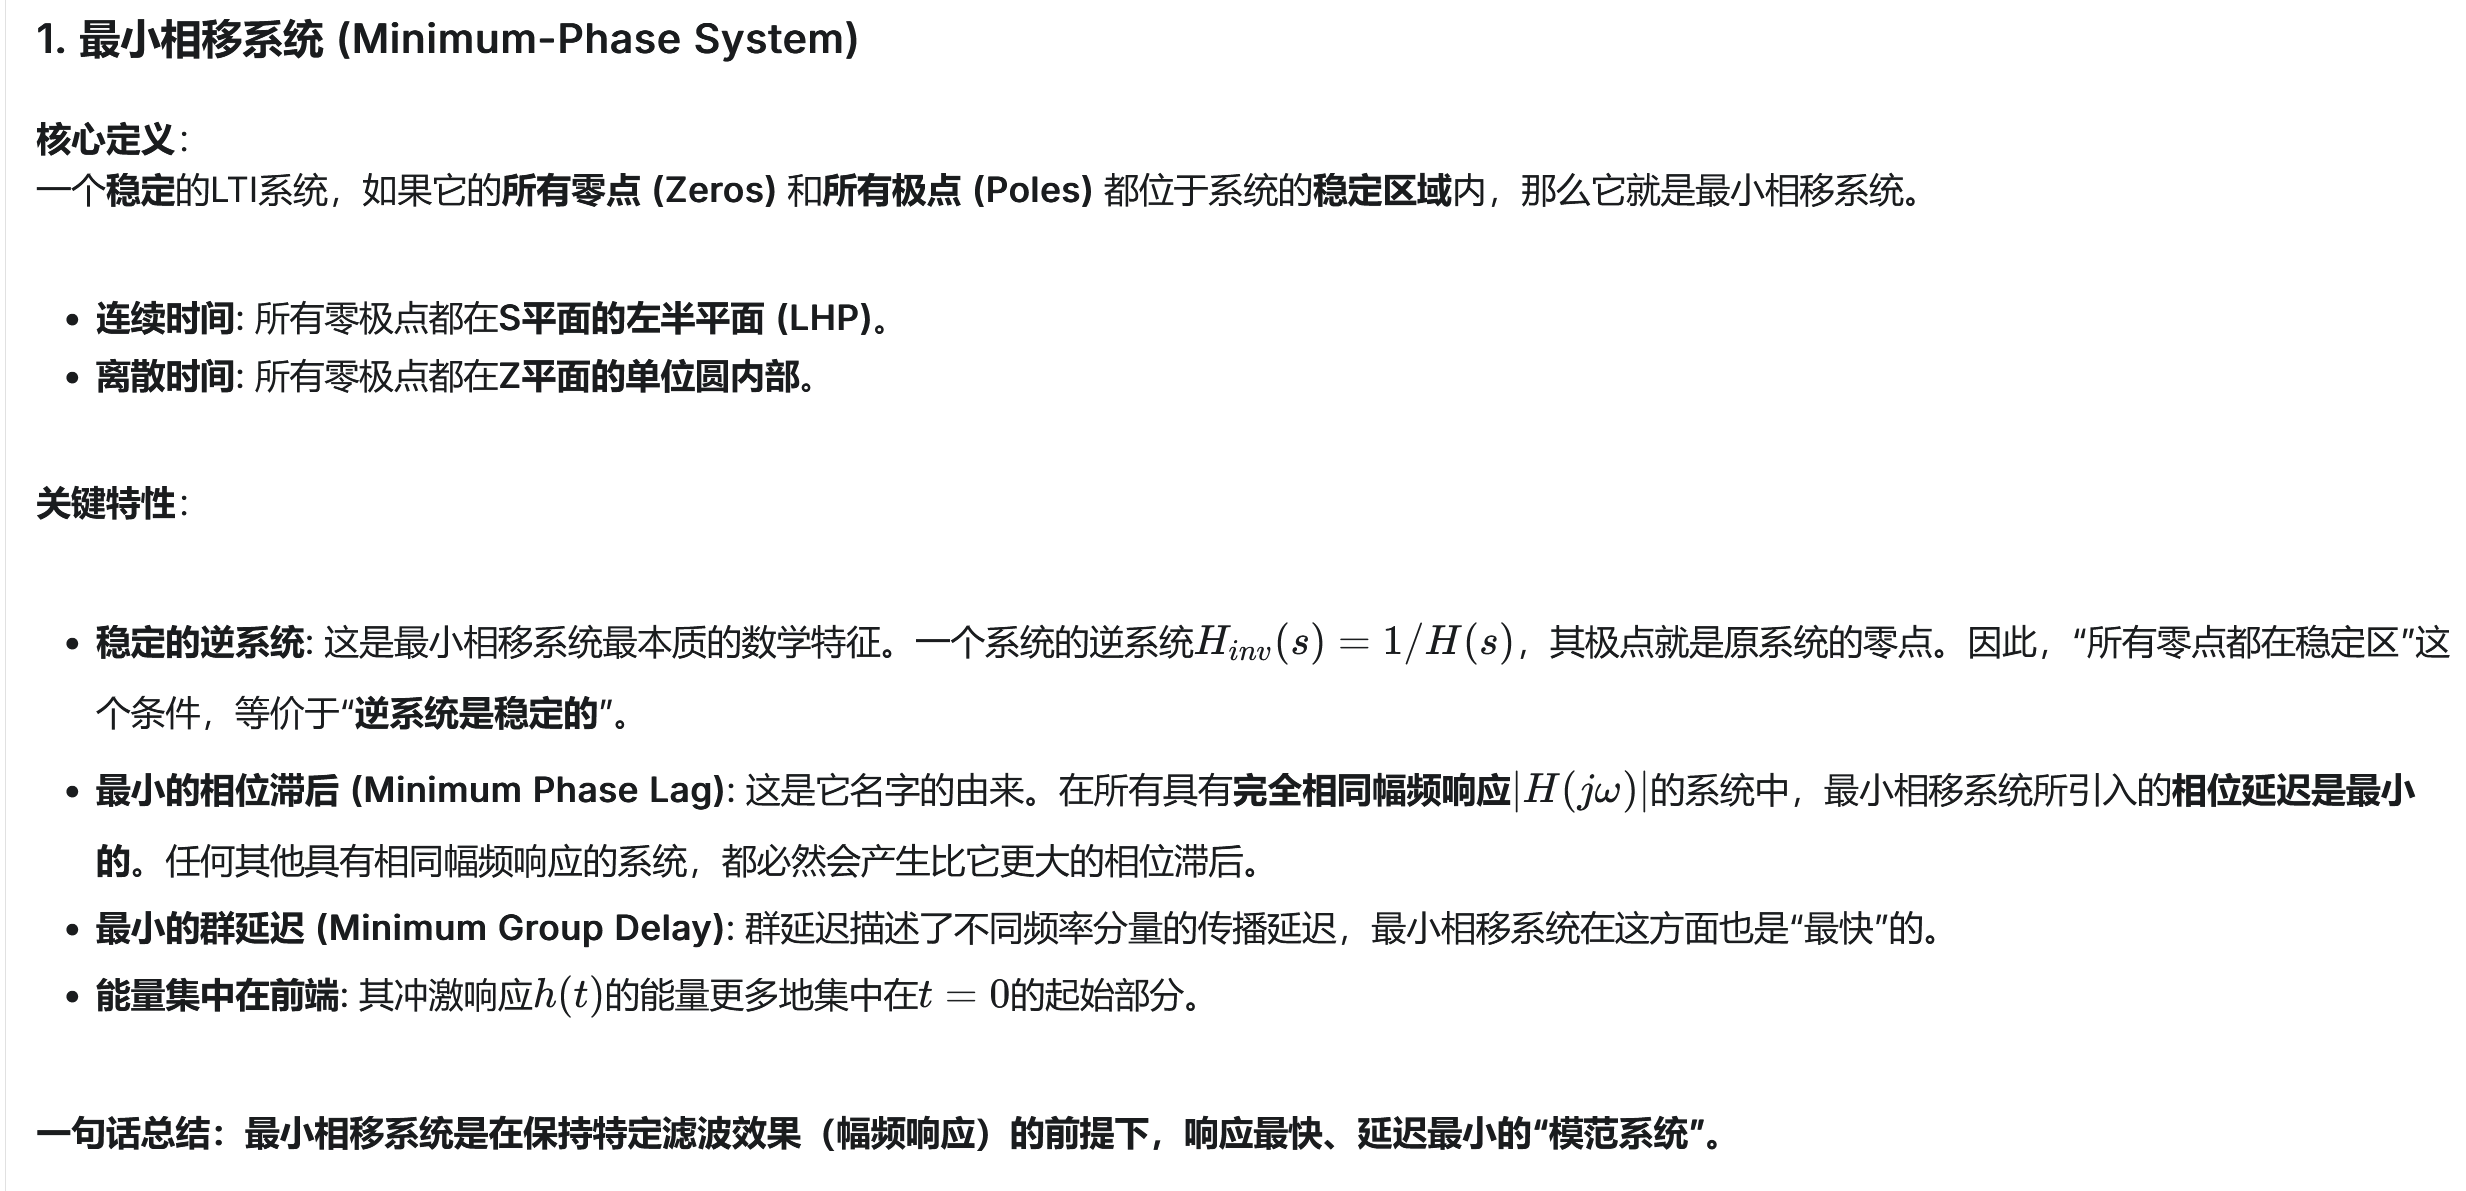 1. 最小相移系统 (Minimum-Phase System)
核心定义：
一个稳定的LTI系统，如果它的所有零点 (Zeros) 和所有极点 (Poles) 都位于系统的稳定区域内，那么它就是最小相移系统。
• 连续时间: 所有零极点都在S平面的左半平面 (LHP)。
• 离散时间: 所有零极点都在Z平面的单位圆内部。
关键特性：
• 稳定的逆系统: 这是最小相移系统最本质的数学特征。一个系统的逆系统$H_{inv}(s) = 1/H(s)$，其极点就是原系统的零点。因此，“所有零点都在稳定区”这
个条件，等价于“逆系统是稳定的”。
• 最小的相位滞后 (Minimum Phase Lag): 这是它名字的由来。在所有具有完全相同幅频响应$|H(j\omega)|$的系统中，最小相移系统所引入的相位延迟是最小
的。任何其他具有相同幅频响应的系统，都必然会产生比它更大的相位滞后。
• 最小的群延迟 (Minimum Group Delay): 群延迟描述了不同频率分量的传播延迟，最小相移系统在这方面也是“最快”的。
• 能量集中在前端: 其冲激响应$h(t)$的能量更多地集中在$t = 0$的起始部分。
一句话总结：最小相移系统是在保持特定滤波效果（幅频响应）的前提下，响应最快、延迟最小的“模范系统”。